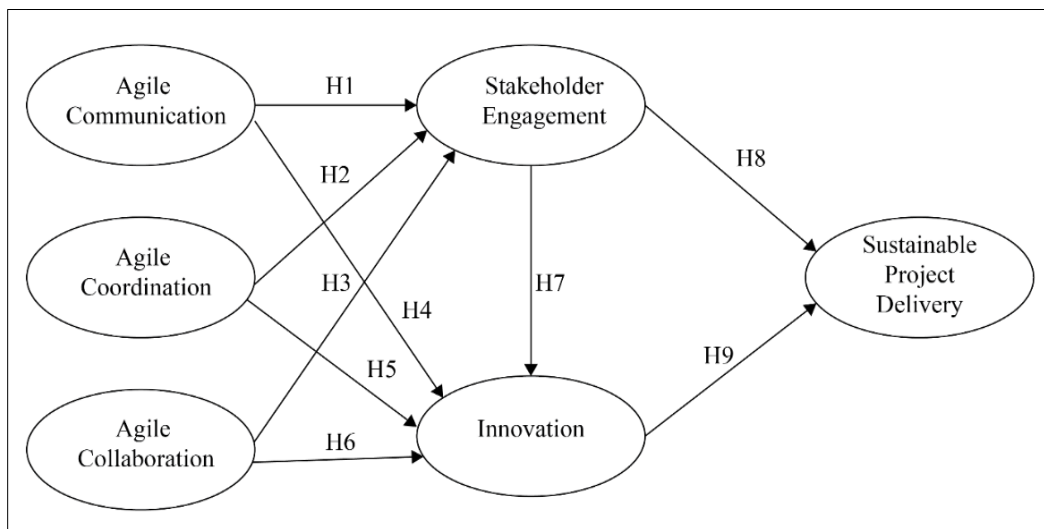 Agile
Communication
H1
Stakeholder
Engagement
H2
H8
Agile
Coordination
H3
H4
H7
Sustainable
Project
Delivery
H5
H9
Agile
Collaboration
H6
Innovation